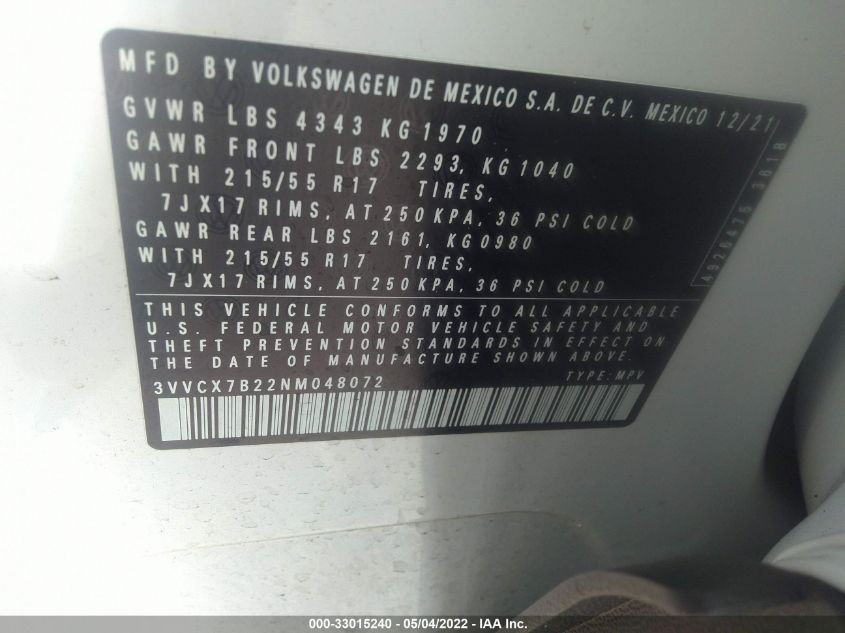 MFD BY VOLKSWAGEN DE MEXICO S.A. DE C.V. MEXICO 12/21
GVWR LBS 4343 KG 1970
GAWR FRONT LBS 2293, KG 1040
WITH 215/55 R17 TIRES,
7JX17 RIMS, AT 250 KPA, 36 PSI COLD
GAWR REAR LBS 2161, KG0980
WITH 215/55 R17 TIRES,
7JX17 RIMS, AT 250 KPA, 36 PSI COLD
4926475 3618
THIS VEHICLE CONFORMS TO ALL APPLICABLE
U.S. FEDERAL MOTOR VEHICLE SAFETY AND
THEFT PREVENTION STANDARDS IN EFFECT ON
THE DATE OF MANUFACTURE SHOWN ABOVE.
3VVCX7B22NM048072 TYPE: MPV
000-33015240 - 05/04/2022 - IAA Inc.